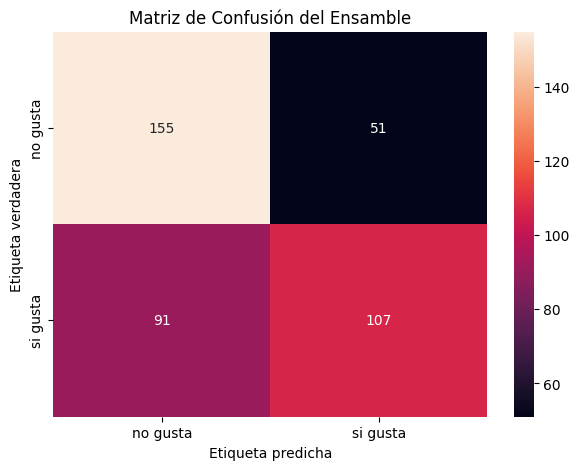 Matriz de Confusión del Ensamble
Etiqueta verdadera
no gusta
si gusta
155
51
91
107
no gusta
si gusta
Etiqueta predicha
140
120
100
80
60